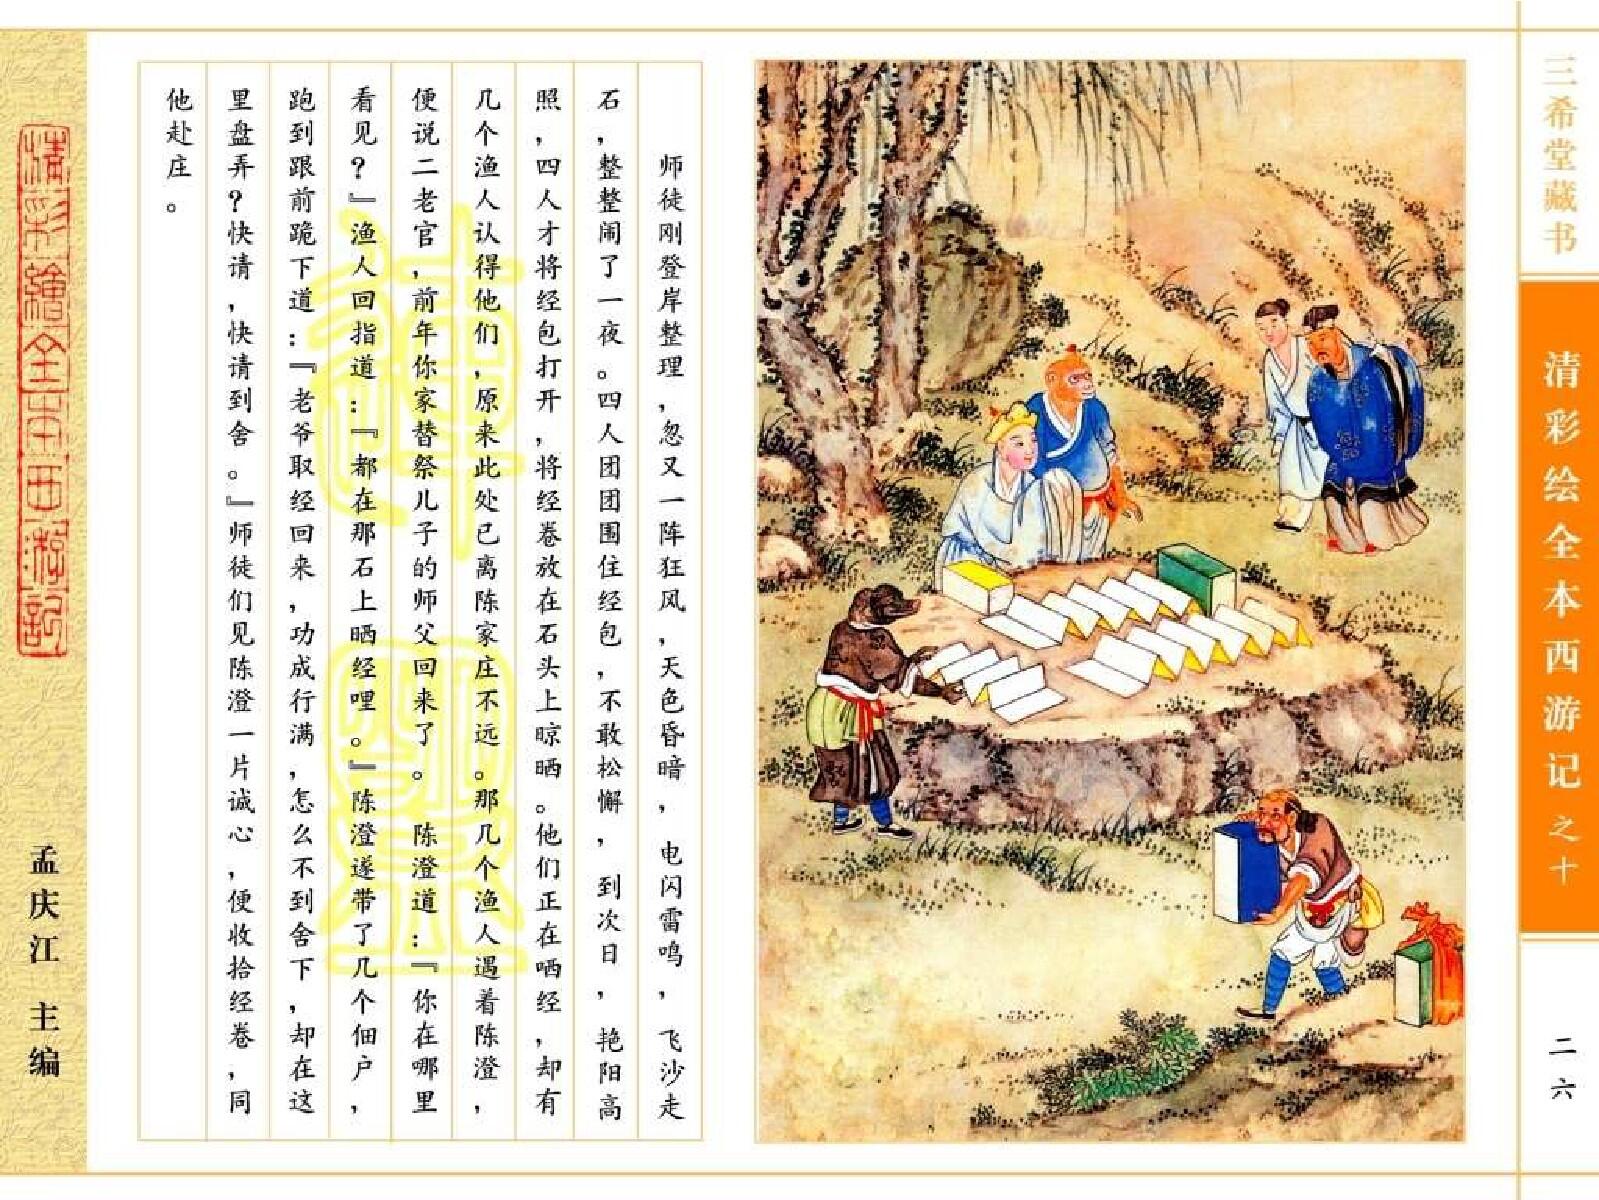 三希堂藏书
清彩绘全本西游记之十
二六
师徒刚登岸整理,忽又一阵狂风,天色昏暗,电闪雷鸣,飞沙走
石,整整闹了一夜。四人团团围住经包,不敢松懈,到次日,艳阳高
照,四人才将经包打开,将经卷放在石头上晾晒。他们正在晒经,却有
几个渔人认得他们,原来此处已离陈家庄不远。那几个渔人遇着陈澄,
便说二老官,前年你家替祭儿子的师父回来了。陈澄道:『你在哪里
看见?』渔人回指道:『都在那石上晒经哩。』陈澄遂带了几个佃户,
跑到跟前跪下道:『老爷取经回来,功成行满,怎么不到舍下,却在这
里盘弄?快请,快请到舍。』师徒们见陈澄一片诚心,便收拾经卷,同
他赴庄。
清彩繪全本西游記
孟庆江 主编